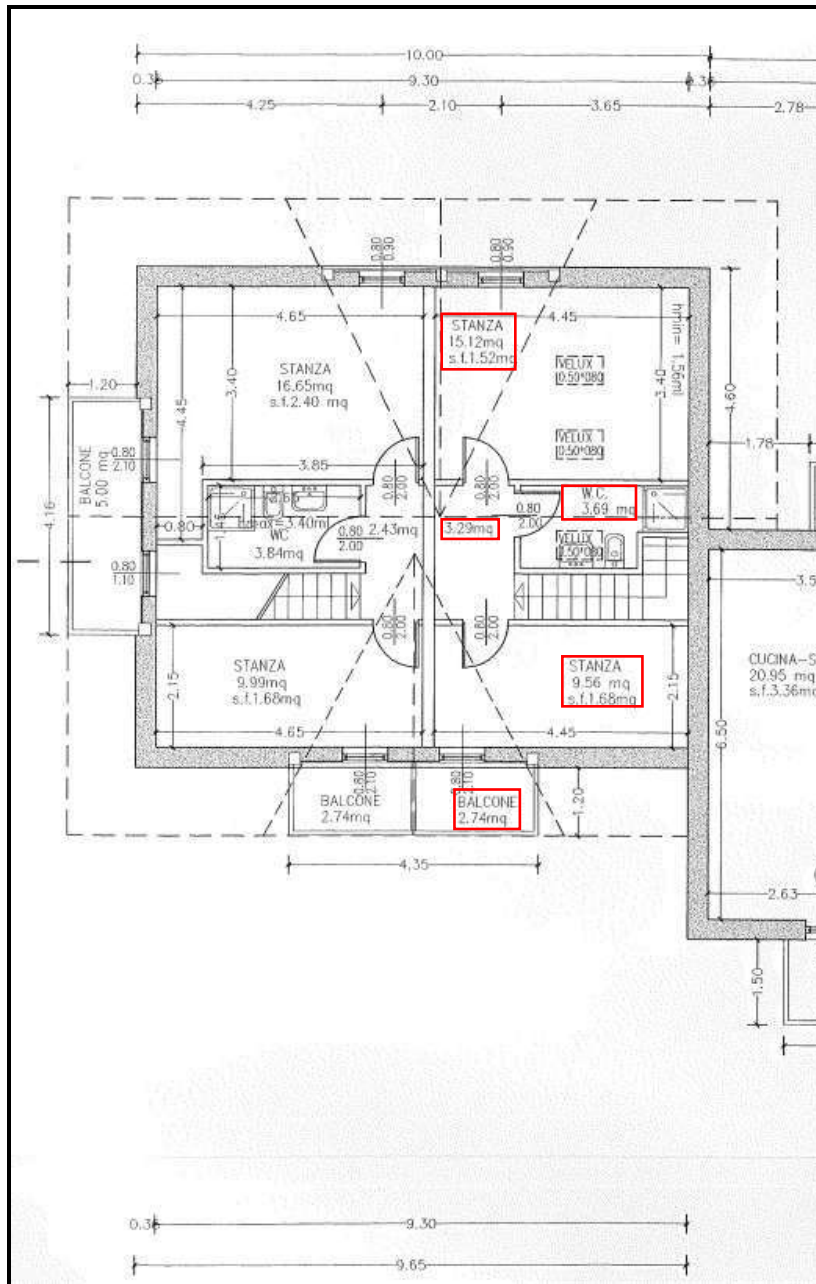 10.00
0.35 9.30 0.35
4.25 2.10 3.65 2.78
0.80
0.90
0.80
0.90
4.65
4.45
STANZA
15.12mq
s.f.1.52mq
hmin= 1.56ml
STANZA
16.65mq
s.f.2.40 mq
3.40
4.45
VELUX
0.50*080
3.40
1.20
4.60
BALCONE
5.00 mq
4.16
0.80
2.10
VELUX
0.50*080
1.78
3.85
0.80
2.00
0.80
2.00
W.C.
3.69 mq
0.80
3.40ml
WC
3.84mq
0.80
2.00
2.43mq
3.29mq
0.80
2.00
VELUX
0.50*080
0.80
1.10
0.80
2.00
0.80
2.00
2.15
STANZA
9.99mq
s.f.1.68mq
STANZA
9.56 mq
s.f.1.68mq
2.15
CUCINA-S
20.95 mq
s.f.3.36mq
4.65
4.45
6.50
0.80
2.10
0.80
2.10
BALCONE
2.74mq
BALCONE
2.74mq
1.20
4.35
2.63
1.50
9.30
9.65